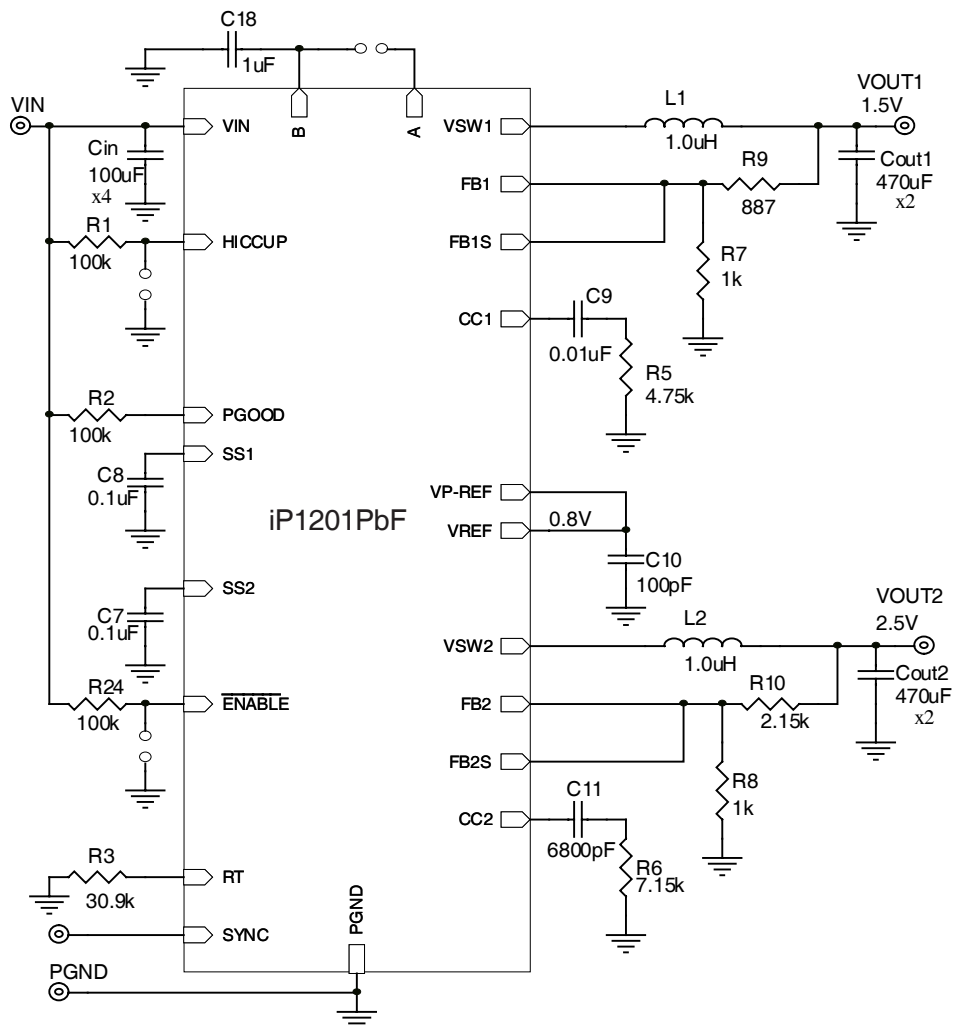 C18
1uF
VIN
B
A
VIN
VSW1
L1
1.0uH
VOUT1
1.5V
Cin
100uF
x4
Cout1
470uF
x2
FB1
R9
887
R1
100k
HICCUP
FB1S
R7
1k
CC1
C9
0.01uF
R5
4.75k
R2
100k
PGOOD
SS1
C8
0.1uF
iP1201PbF
VP-REF
VREF
0.8V
C10
100pF
SS2
C7
0.1uF
VSW2
L2
1.0uH
VOUT2
2.5V
Cout2
470uF
x2
R24
100k
ENABLE
FB2
R10
2.15k
FB2S
R8
1k
CC2
C11
6800pF
R6
7.15k
R3
30.9k
RT
SYNC
PGND
PGND